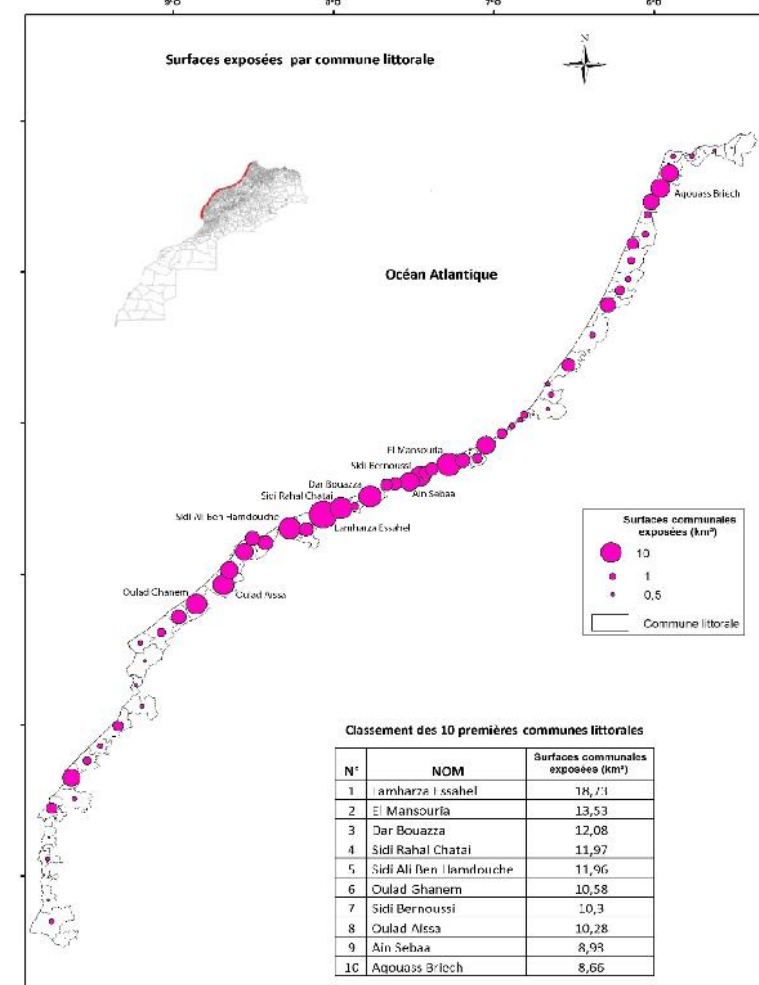 9°0'
8°0'
7°0'
6°0'
Surfaces exposées par commune littorale
N
Aqouass Briech
Océan Atlantique
El Mansouria
Sidi Bernoussi
Dar Bouazza
Ain Sebaa
Sidi Rahal Chatai
Sidi Ali Ben Hamdouche
Lamharza Essahel
Oulad Ghanem
Oulad Aissa
Surfaces communales
exposées (km²)
10
1
0,5
Commune littorale
Classement des 10 premières communes littorales
N° NOM Surfaces communales exposées (km²)
1 Lamharza Essahel 18,73
2 El Mansouria 13,53
3 Dar Bouazza 12,08
4 Sidi Rahal Chatai 11,97
5 Sidi Ali Ben Hamdouche 11,96
6 Oulad Ghanem 10,58
7 Sidi Bernoussi 10,3
8 Oulad Aissa 10,28
9 Ain Sebaa 8,93
10 Aqouass Briech 8,66